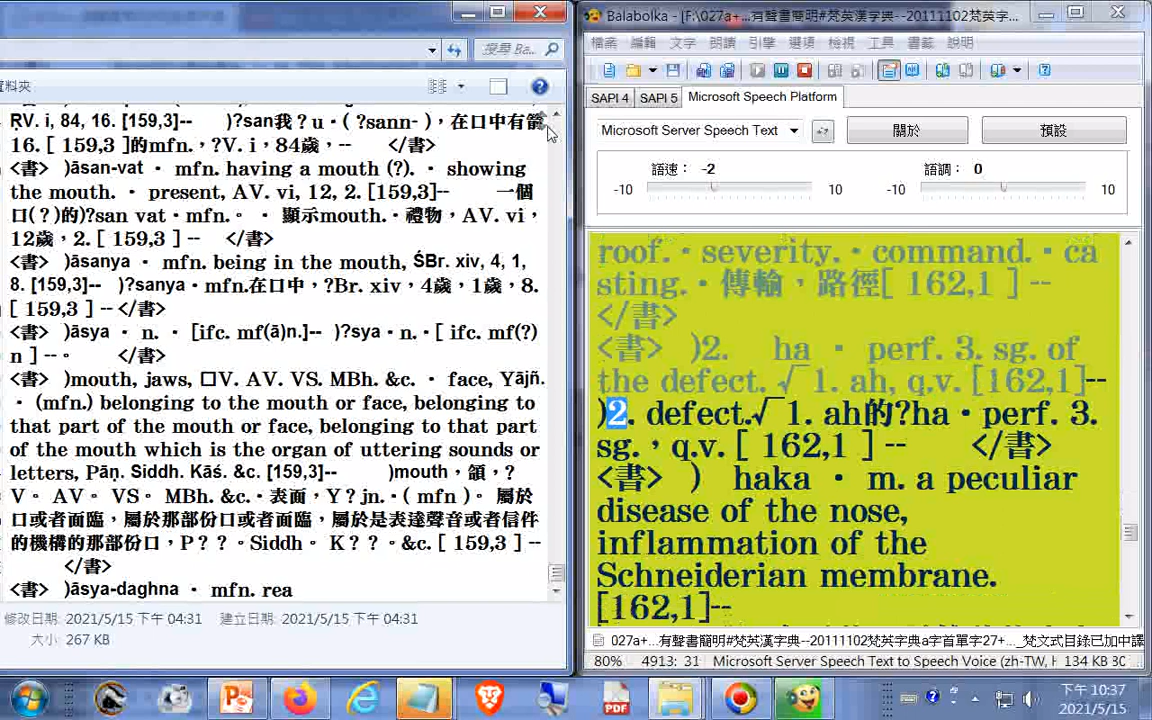 搜尋 Ba...
資料夾
ṚV. i, 84, 16. [159,3]-- )?san我？u‧( ?sann- )，在口中有箭
16. [ 159,3 ]的mfn.，?V. i，84歲，-- </書>
<書> )āsan-vat ‧ mfn. having a mouth (?). ‧ showing
the mouth. ‧ present, AV. vi, 12, 2. [159,3]-- 一個
口(？)的)?san vat‧mfn.。‧ 顯示mouth.‧禮物，AV. vi，
12歲，2. [ 159,3 ] -- </書>
<書> )āsanya ‧ mfn. being in the mouth, ŚBr. xiv, 4, 1,
8. [159,3]-- )?sanya‧mfn.在口中，?Br. xiv，4歲，1歲，8.
[ 159,3 ] -- </書>
<書> )āsya ‧ n. ‧ [ifc. mf(ā)n.]-- )?sya‧n.‧[ ifc. mf(?)
n ] --。 </書>
<書> )mouth, jaws, □V. AV. VS. MBh. &c. ‧ face, Yājñ.
‧ (mfn.) belonging to the mouth or face, belonging to
that part of the mouth or face, belonging to that part
of the mouth which is the organ of uttering sounds or
letters, Pāṇ. Siddh. Kāś. &c. [159,3]-- )mouth，頜，?
V。 AV。 VS。 MBh. &c.‧表面，Y？jn.‧( mfn )。 屬於
口或者面臨，屬於那部份口或者面臨，屬於是表達聲音或者信件
的機構的那部份口，P？？。Siddh。 K？？。&c. [ 159,3 ] --
</書>
<書> )āsya-daghna ‧ mfn. rea
修改日期: 2021/5/15 下午 04:31 建立日期: 2021/5/15 下午 04:31
大小: 267 KB
Balabolka - [F:\027a+...有聲書簡明#梵英漢字典--20111102梵英字...
檔案 編輯 文字 朗讀 引擎 選項 檢視 工具 書籤 說明
SAPI 4 SAPI 5 Microsoft Speech Platform
Microsoft Server Speech Text 關於 預設
語速： -2 語調： 0
-10 10 -10 10
roof. ‧ severity. ‧ command. ‧ ca
sting. ‧ 傳輸，路徑[ 162,1 ] --
</書>
<書> )2. ha ‧ perf. 3. sg. of
the defect. √ 1. ah, q.v. [162,1]--
)2. defect.√ 1. ah的?ha‧perf. 3.
sg.，q.v. [ 162,1 ] -- </書>
<書> ) haka ‧ m. a peculiar
disease of the nose,
inflammation of the
Schneiderian membrane.
[162,1]--
027a+...有聲書簡明#梵英漢字典--20111102梵英字典a字首單字27+..._梵文式目錄已加中譯
80% 4913: 31 Microsoft Server Speech Text to Speech Voice (zh-TW, H 134 KB 30
PDF
下午 10:37
2021/5/15